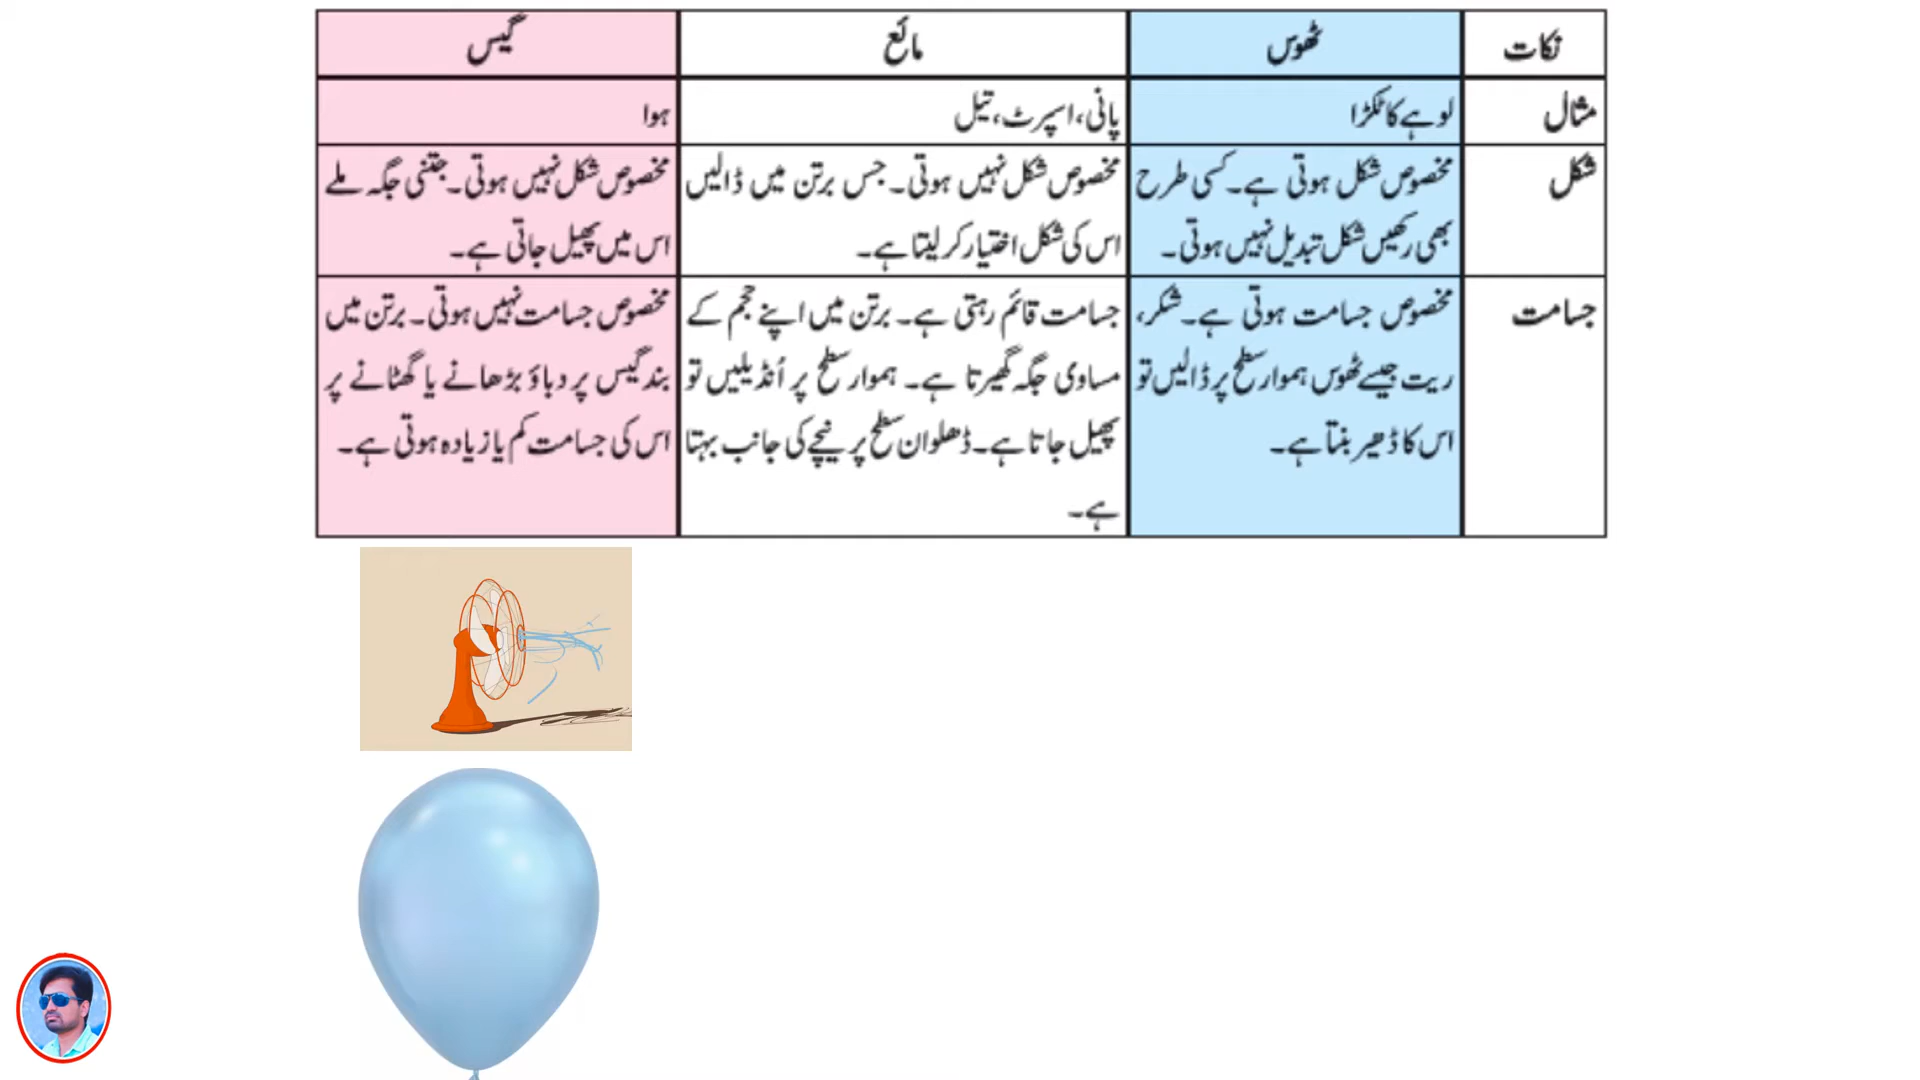 نکات ٹھوس مائع گیس
مثال لوہے کا ٹکڑا پانی، اسپرٹ، تیل ہوا
شکل مخصوص شکل ہوتی ہے۔ کسی طرح مخصوص شکل نہیں ہوتی۔ جس برتن میں ڈالیں مخصوص شکل نہیں ہوتی۔ جتنی جگہ ملے
بھی رکھیں شکل تبدیل نہیں ہوتی۔ اس کی شکل اختیار کر لیتا ہے۔ اس میں پھیل جاتی ہے۔
جسامت مخصوص جسامت ہوتی ہے۔ شکر، جسامت قائم رہتی ہے۔ برتن میں اپنے حجم کے مخصوص جسامت نہیں ہوتی۔ برتن میں
ریت جیسے ٹھوس ہموار سطح پر ڈالیں تو مساوی جگہ گھیرتا ہے۔ ہموار سطح پر اُنڈیلیں تو بند گیس پر دباؤ بڑھانے یا گھٹانے پر
اس کا ڈھیر بنتا ہے۔ پھیل جاتا ہے۔ ڈھلوان سطح پر نیچے کی جانب بہتا اس کی جسامت کم یا زیادہ ہوتی ہے۔
ہے۔